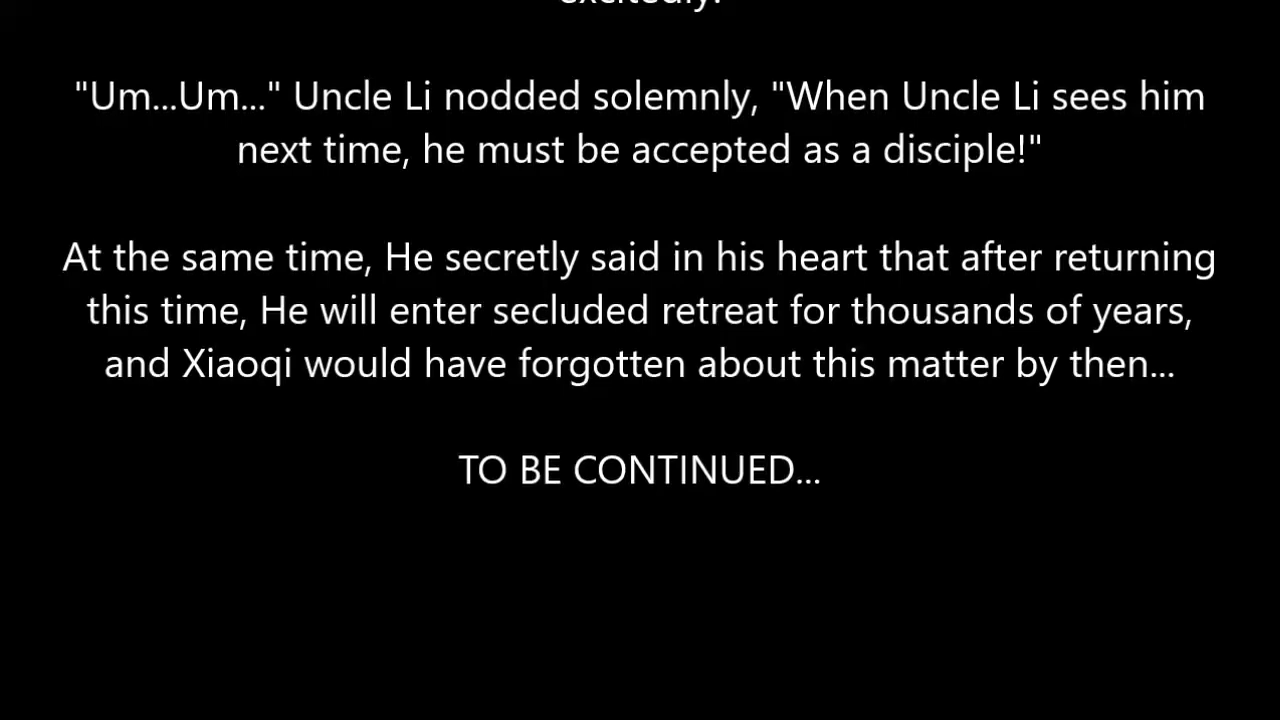 excitedly.
"Um...Um..." Uncle Li nodded solemnly, "When Uncle Li sees him
next time, he must be accepted as a disciple!"
At the same time, He secretly said in his heart that after returning
this time, He will enter secluded retreat for thousands of years,
and Xiaoqi would have forgotten about this matter by then...
TO BE CONTINUED...